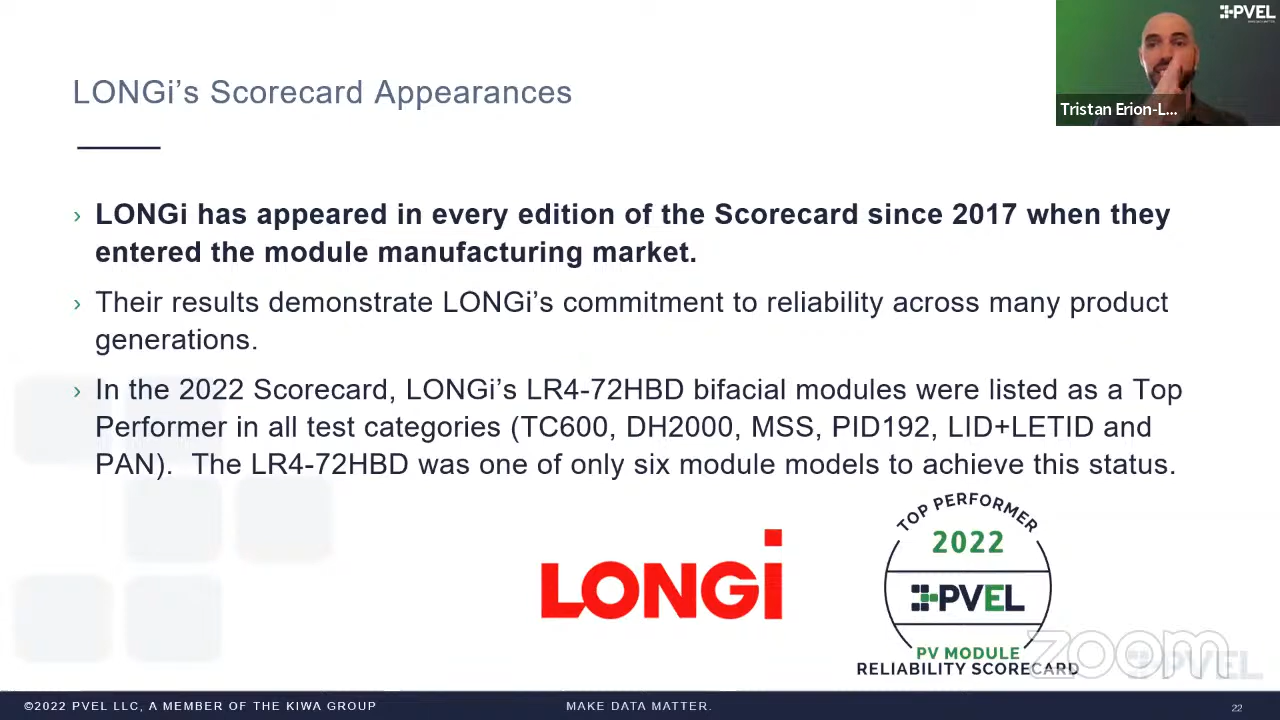 PVEL
Tristan Erion-L...
LONGi's Scorecard Appearances
› LONGi has appeared in every edition of the Scorecard since 2017 when they
entered the module manufacturing market.
› Their results demonstrate LONGi's commitment to reliability across many product
generations.
› In the 2022 Scorecard, LONGi's LR4-72HBD bifacial modules were listed as a Top
Performer in all test categories (TC600, DH2000, MSS, PID192, LID+LETID and
PAN).  The LR4-72HBD was one of only six module models to achieve this status.
LONGi
TOP PERFORMER
2022
PVEL
PV MODULE
RELIABILITY SCORECARD
zoom
PVEL
©2022 PVEL LLC, A MEMBER OF THE KIWA GROUP
MAKE DATA MATTER.
22